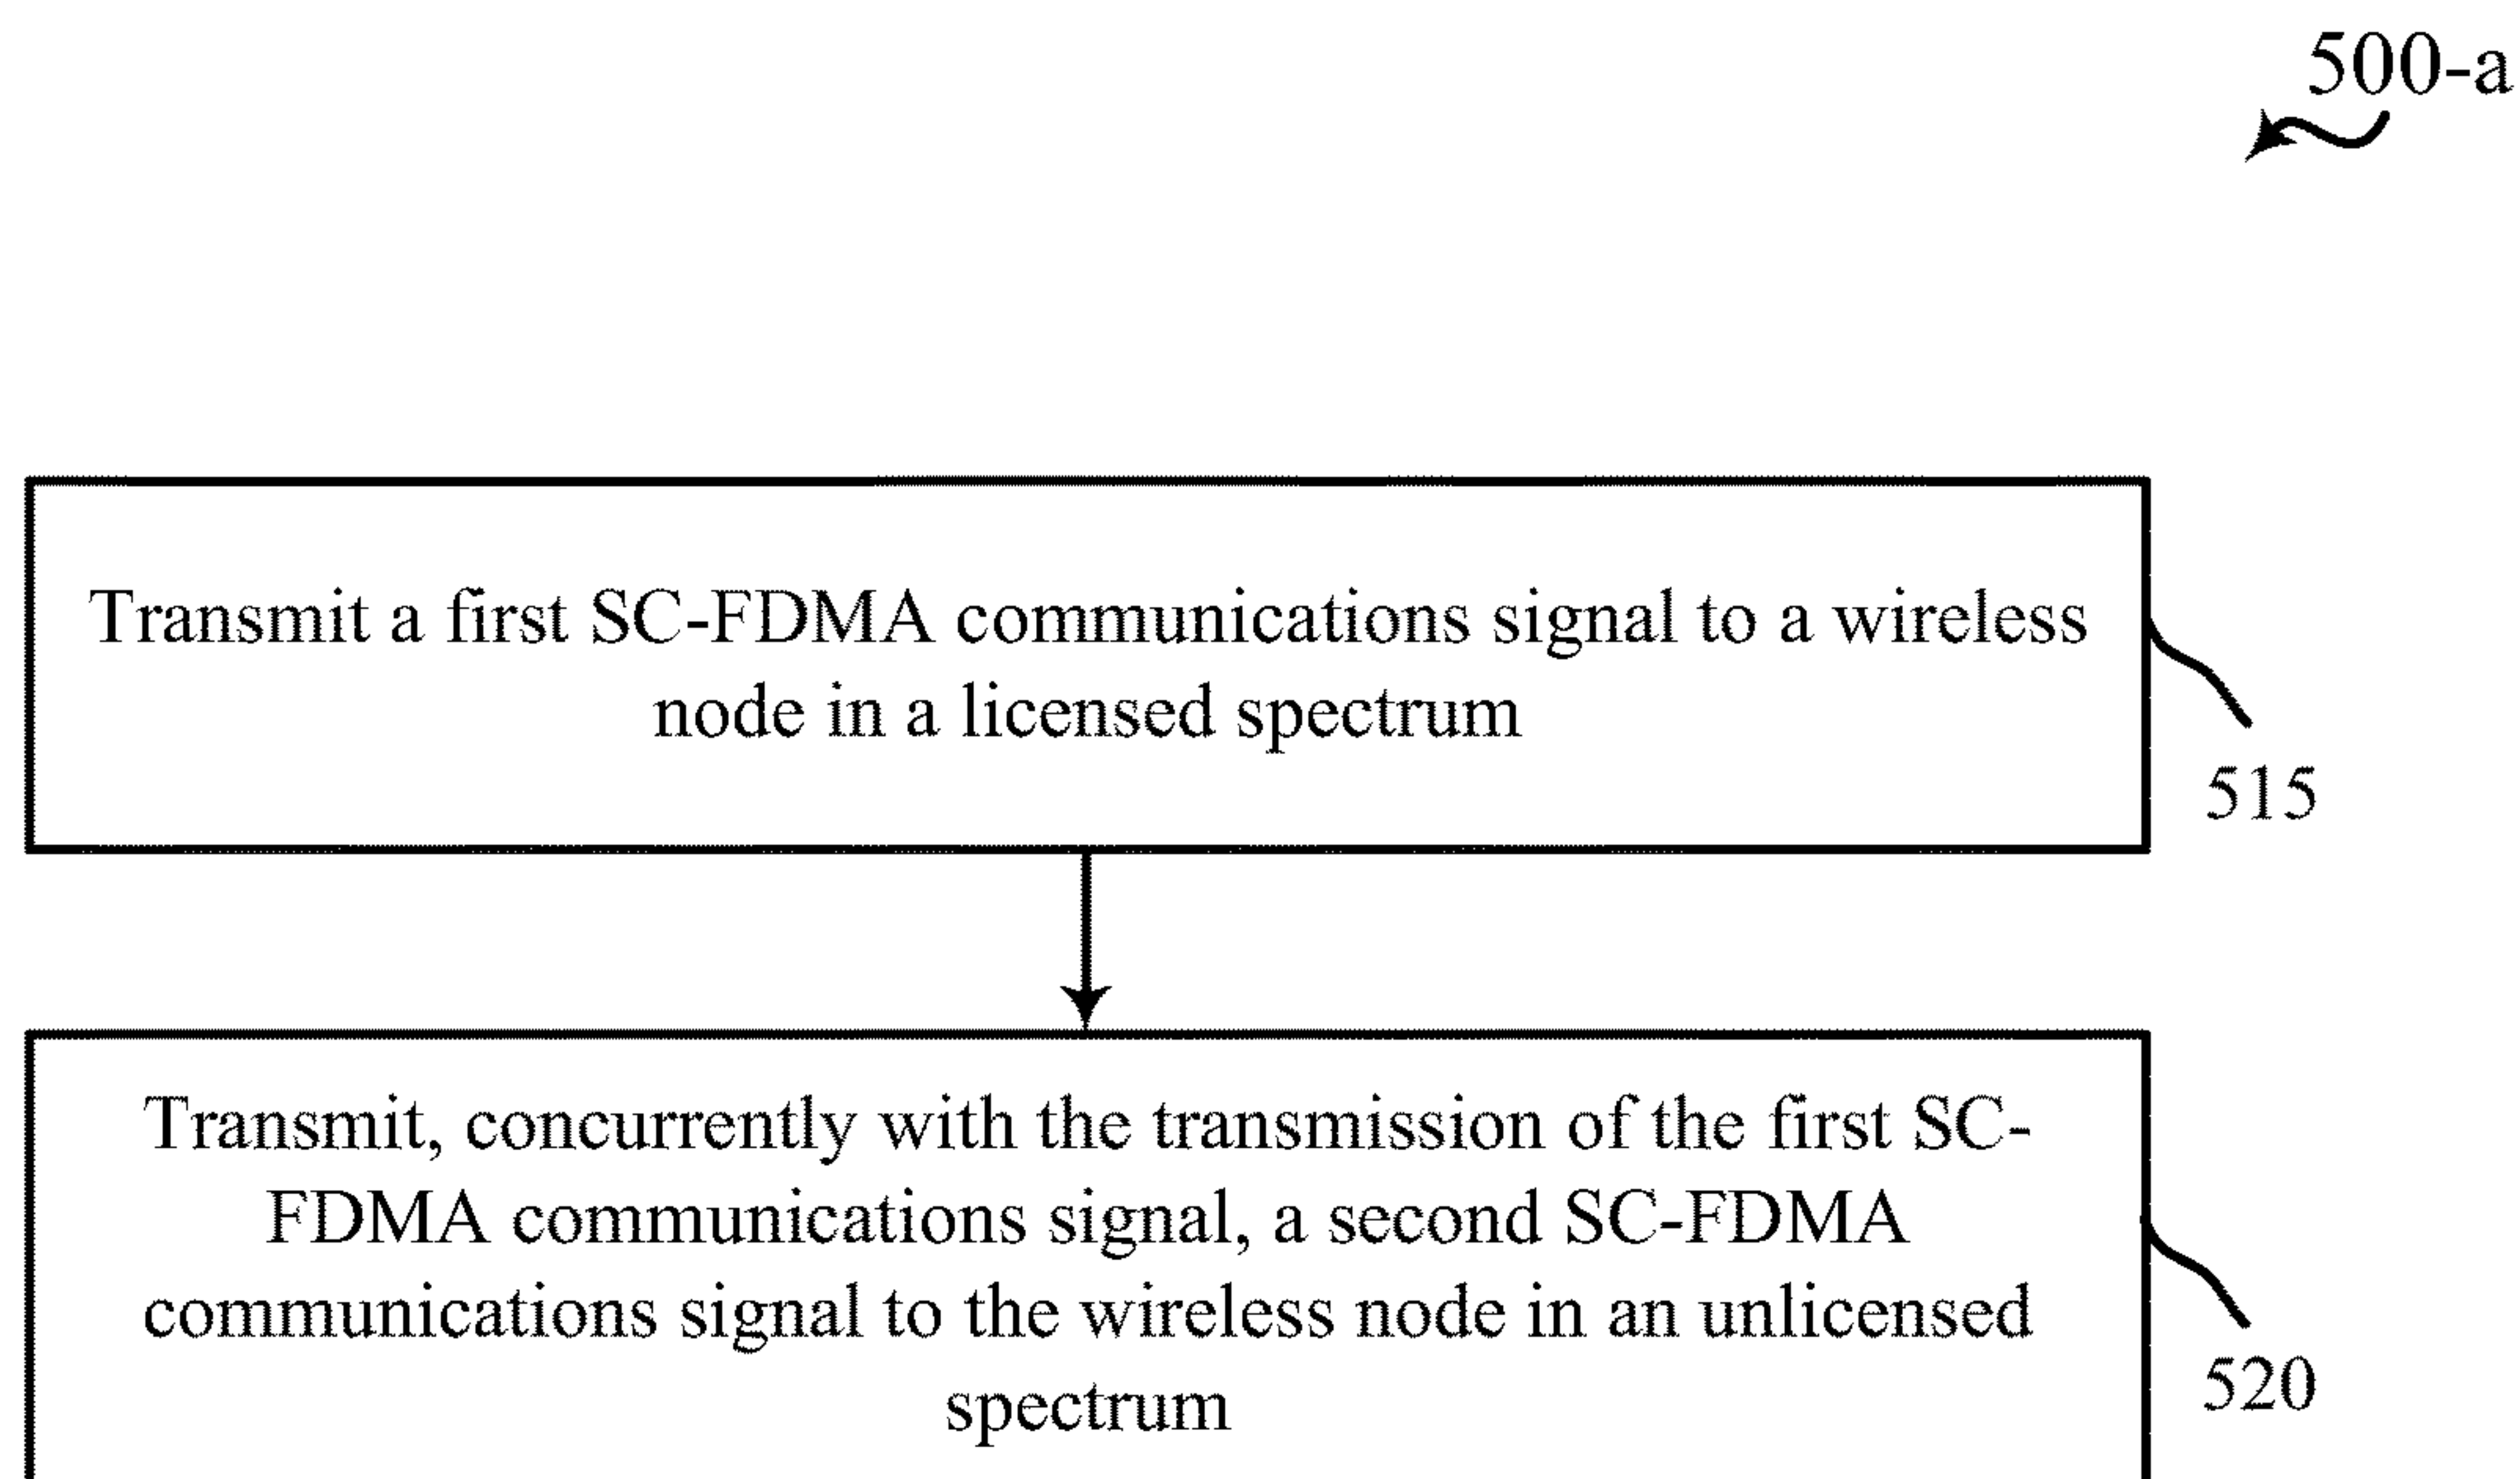 500-a
Transmit a first SC-FDMA communications signal to a wireless
node in a licensed spectrum
515
Transmit, concurrently with the transmission of the first SC-
FDMA communications signal, a second SC-FDMA
communications signal to the wireless node in an unlicensed
spectrum
520